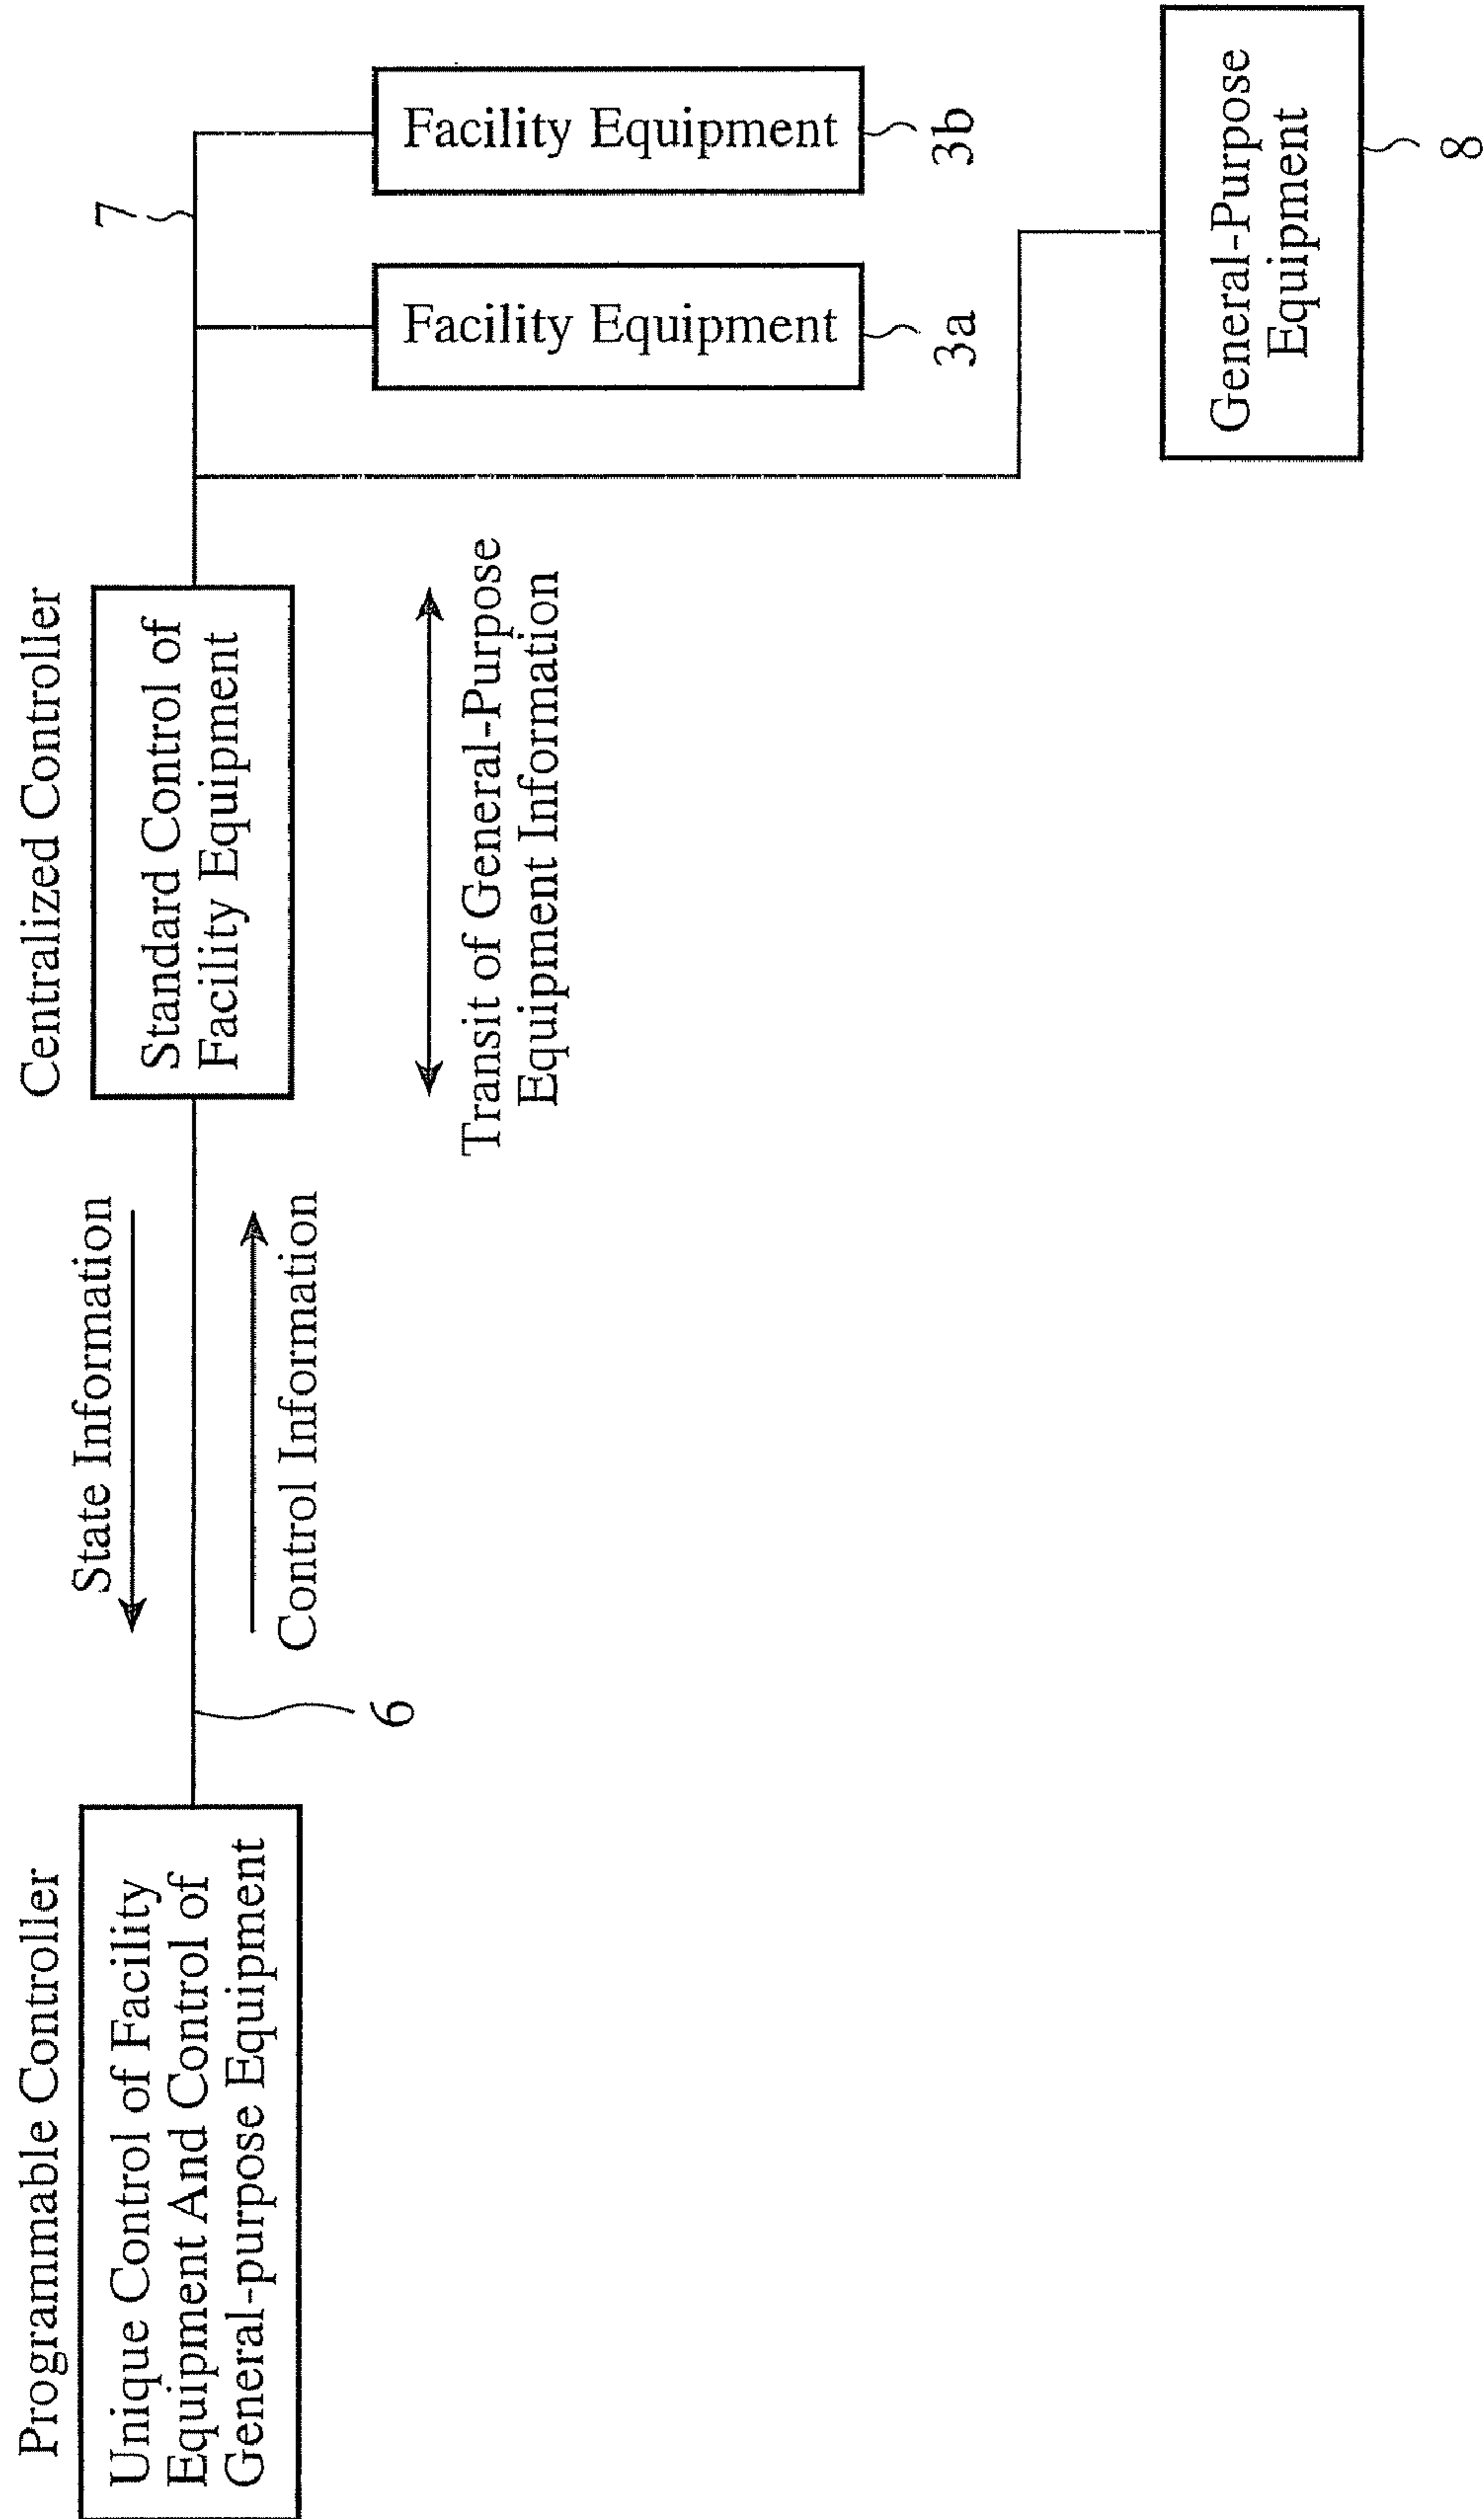 Programmable Controller
Unique Control of Facility
Equipment And Control of
General-purpose Equipment
6
State Information
Control Information
Centralized Controller
Standard Control of
Facility Equipment
Transit of General-Purpose
Equipment Information
7
Facility Equipment
3a
Facility Equipment
3b
General-Purpose
Equipment
8